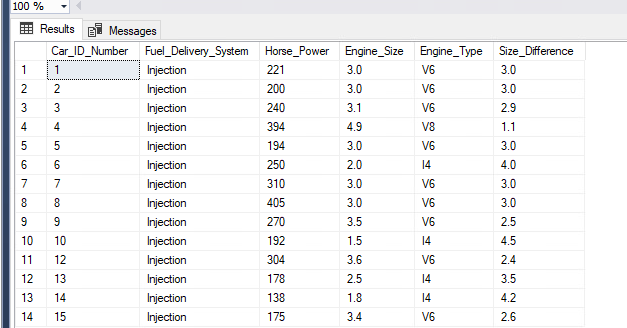 100 %
Results Messages
Car_ID_Number Fuel_Delivery_System Horse_Power Engine_Size Engine_Type Size_Difference
1 1 Injection 221 3.0 V6 3.0
2 2 Injection 200 3.0 V6 3.0
3 3 Injection 240 3.1 V6 2.9
4 4 Injection 394 4.9 V8 1.1
5 5 Injection 194 3.0 V6 3.0
6 6 Injection 250 2.0 I4 4.0
7 7 Injection 310 3.0 V6 3.0
8 8 Injection 405 3.0 V6 3.0
9 9 Injection 270 3.5 V6 2.5
10 10 Injection 192 1.5 I4 4.5
11 12 Injection 304 3.6 V6 2.4
12 13 Injection 178 2.5 I4 3.5
13 14 Injection 138 1.8 I4 4.2
14 15 Injection 175 3.4 V6 2.6